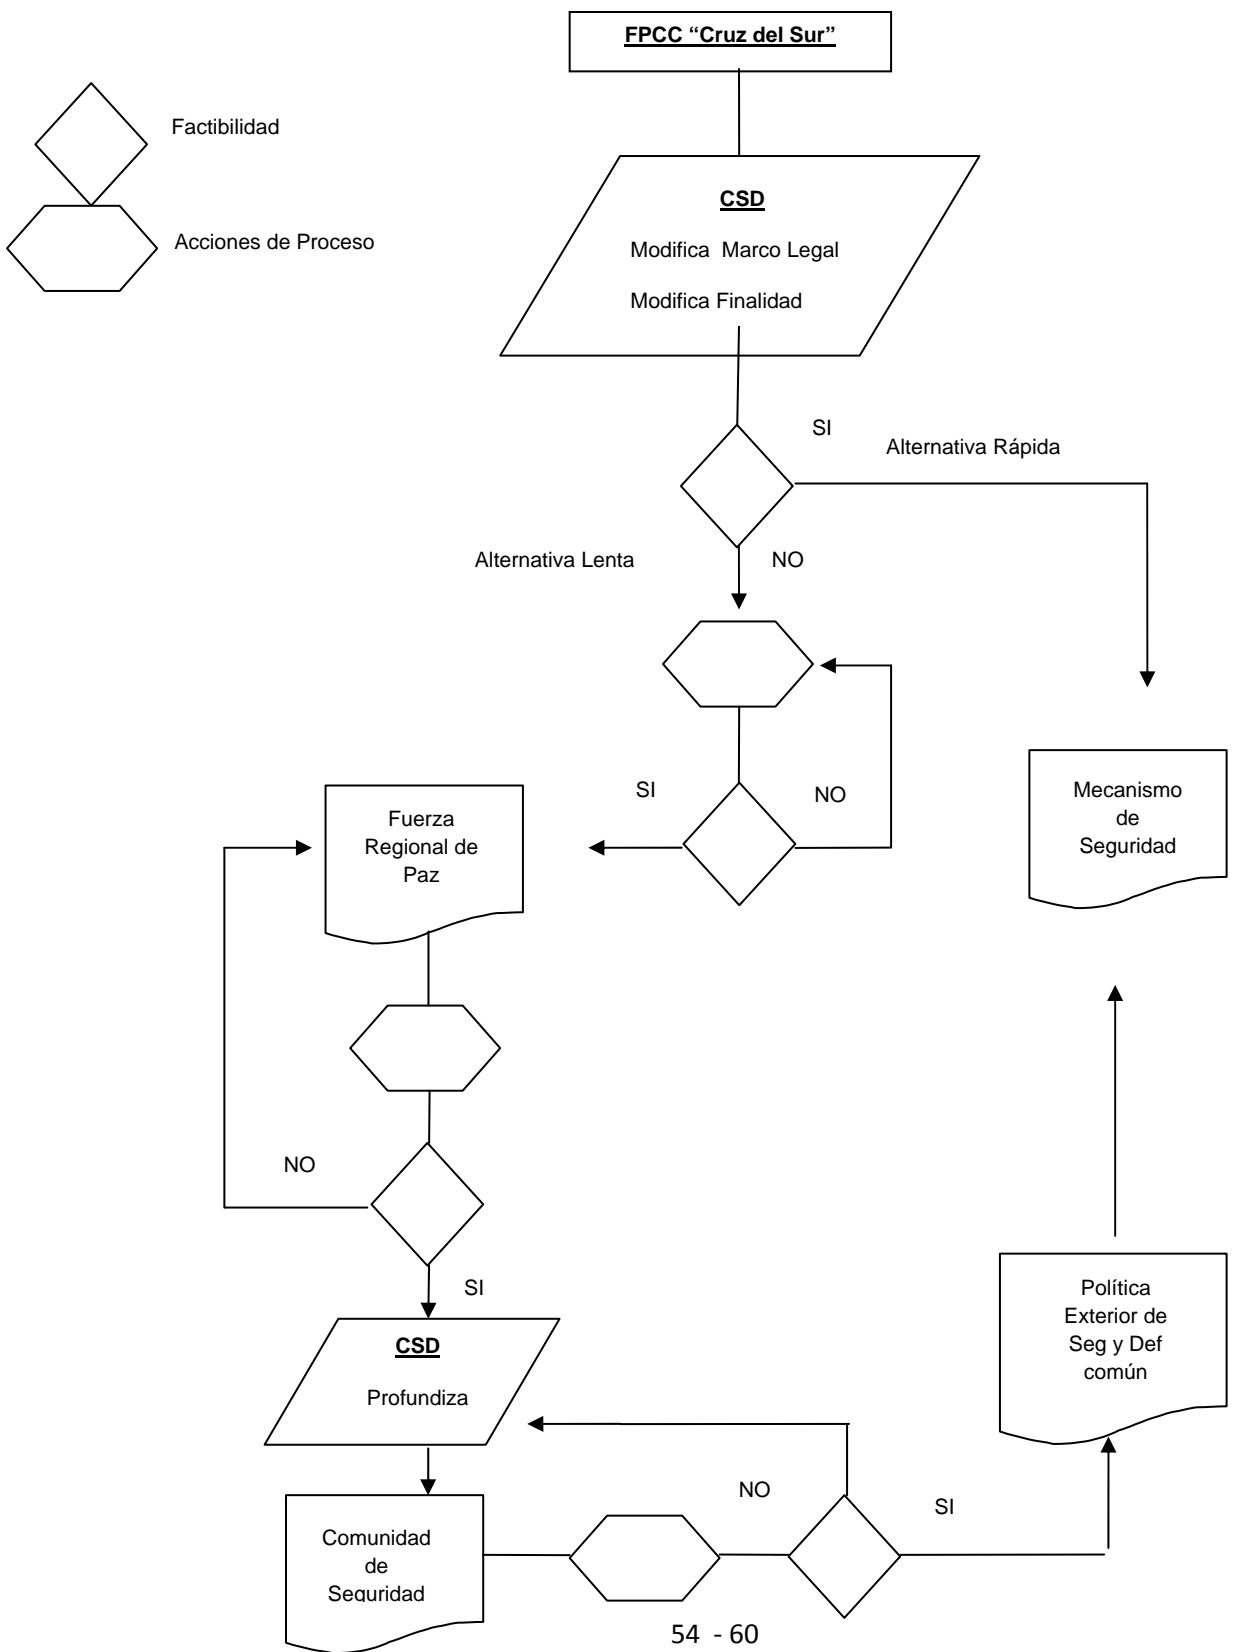 FPCC “Cruz del Sur”
Factibilidad
Acciones de Proceso
CSD
Modifica Marco Legal
Modifica Finalidad
SI
Alternativa Rápida
Alternativa Lenta
NO
SI
NO
Mecanismo
de
Seguridad
Fuerza
Regional de
Paz
NO
SI
CSD
Profundiza
Política
Exterior de
Seg y Def
común
NO
SI
Comunidad
de
Seguridad
54 - 60